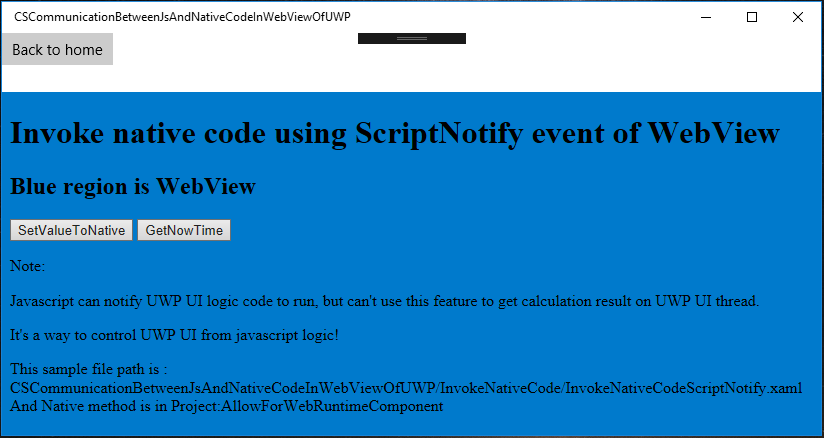 CSCommunicationBetweenJsAndNativeCodeInWebViewOfUWP
Back to home
Invoke native code using ScriptNotify event of WebView
Blue region is WebView
SetValueToNative GetNowTime
Note:
Javascript can notify UWP UI logic code to run, but can't use this feature to get calculation result on UWP UI thread.
It's a way to control UWP UI from javascript logic!
This sample file path is :
CSCommunicationBetweenJsAndNativeCodeInWebViewOfUWP/InvokeNativeCode/InvokeNativeCodeScriptNotify.xaml
And Native method is in Project:AllowForWebRuntimeComponent